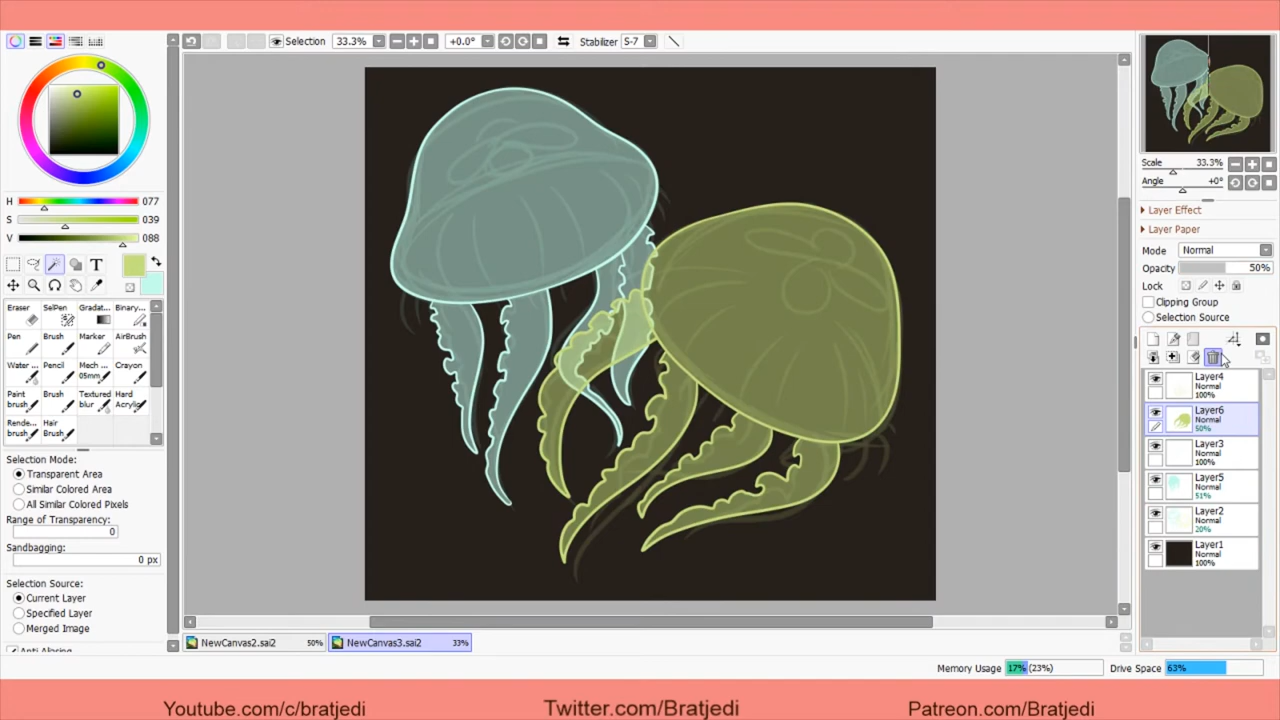 Selection 33.3% +0.0° Stabilizer S-7
H 077
S 039
V 088
T
Eraser SelPen Gradat... Binary...
Pen Brush Marker AirBrush
Water ... Pencil Mech ... 05mm Crayon
Paint brush Brush Textured blur Hard Acrylic
Rende... brush Hair Brush
Selection Mode:
Transparent Area
Similar Colored Area
All Similar Colored Pixels
Range of Transparency:
0
Sandbagging:
0 px
Selection Source:
Current Layer
Specified Layer
Merged Image
Anti-Aliasing
NewCanvas2.sai2 50% NewCanvas3.sai2 33%
Scale 33.3%
Angle +0°
Layer Effect
Layer Paper
Mode Normal
Opacity 50%
Lock
Clipping Group
Selection Source
Layer4
Normal
100%
Layer6
Normal
50%
Layer3
Normal
100%
Layer5
Normal
51%
Layer2
Normal
20%
Layer1
Normal
100%
Memory Usage 17% (23%) Drive Space 63%
Youtube.com/c/bratjedi Twitter.com/Bratjedi Patreon.com/Bratjedi